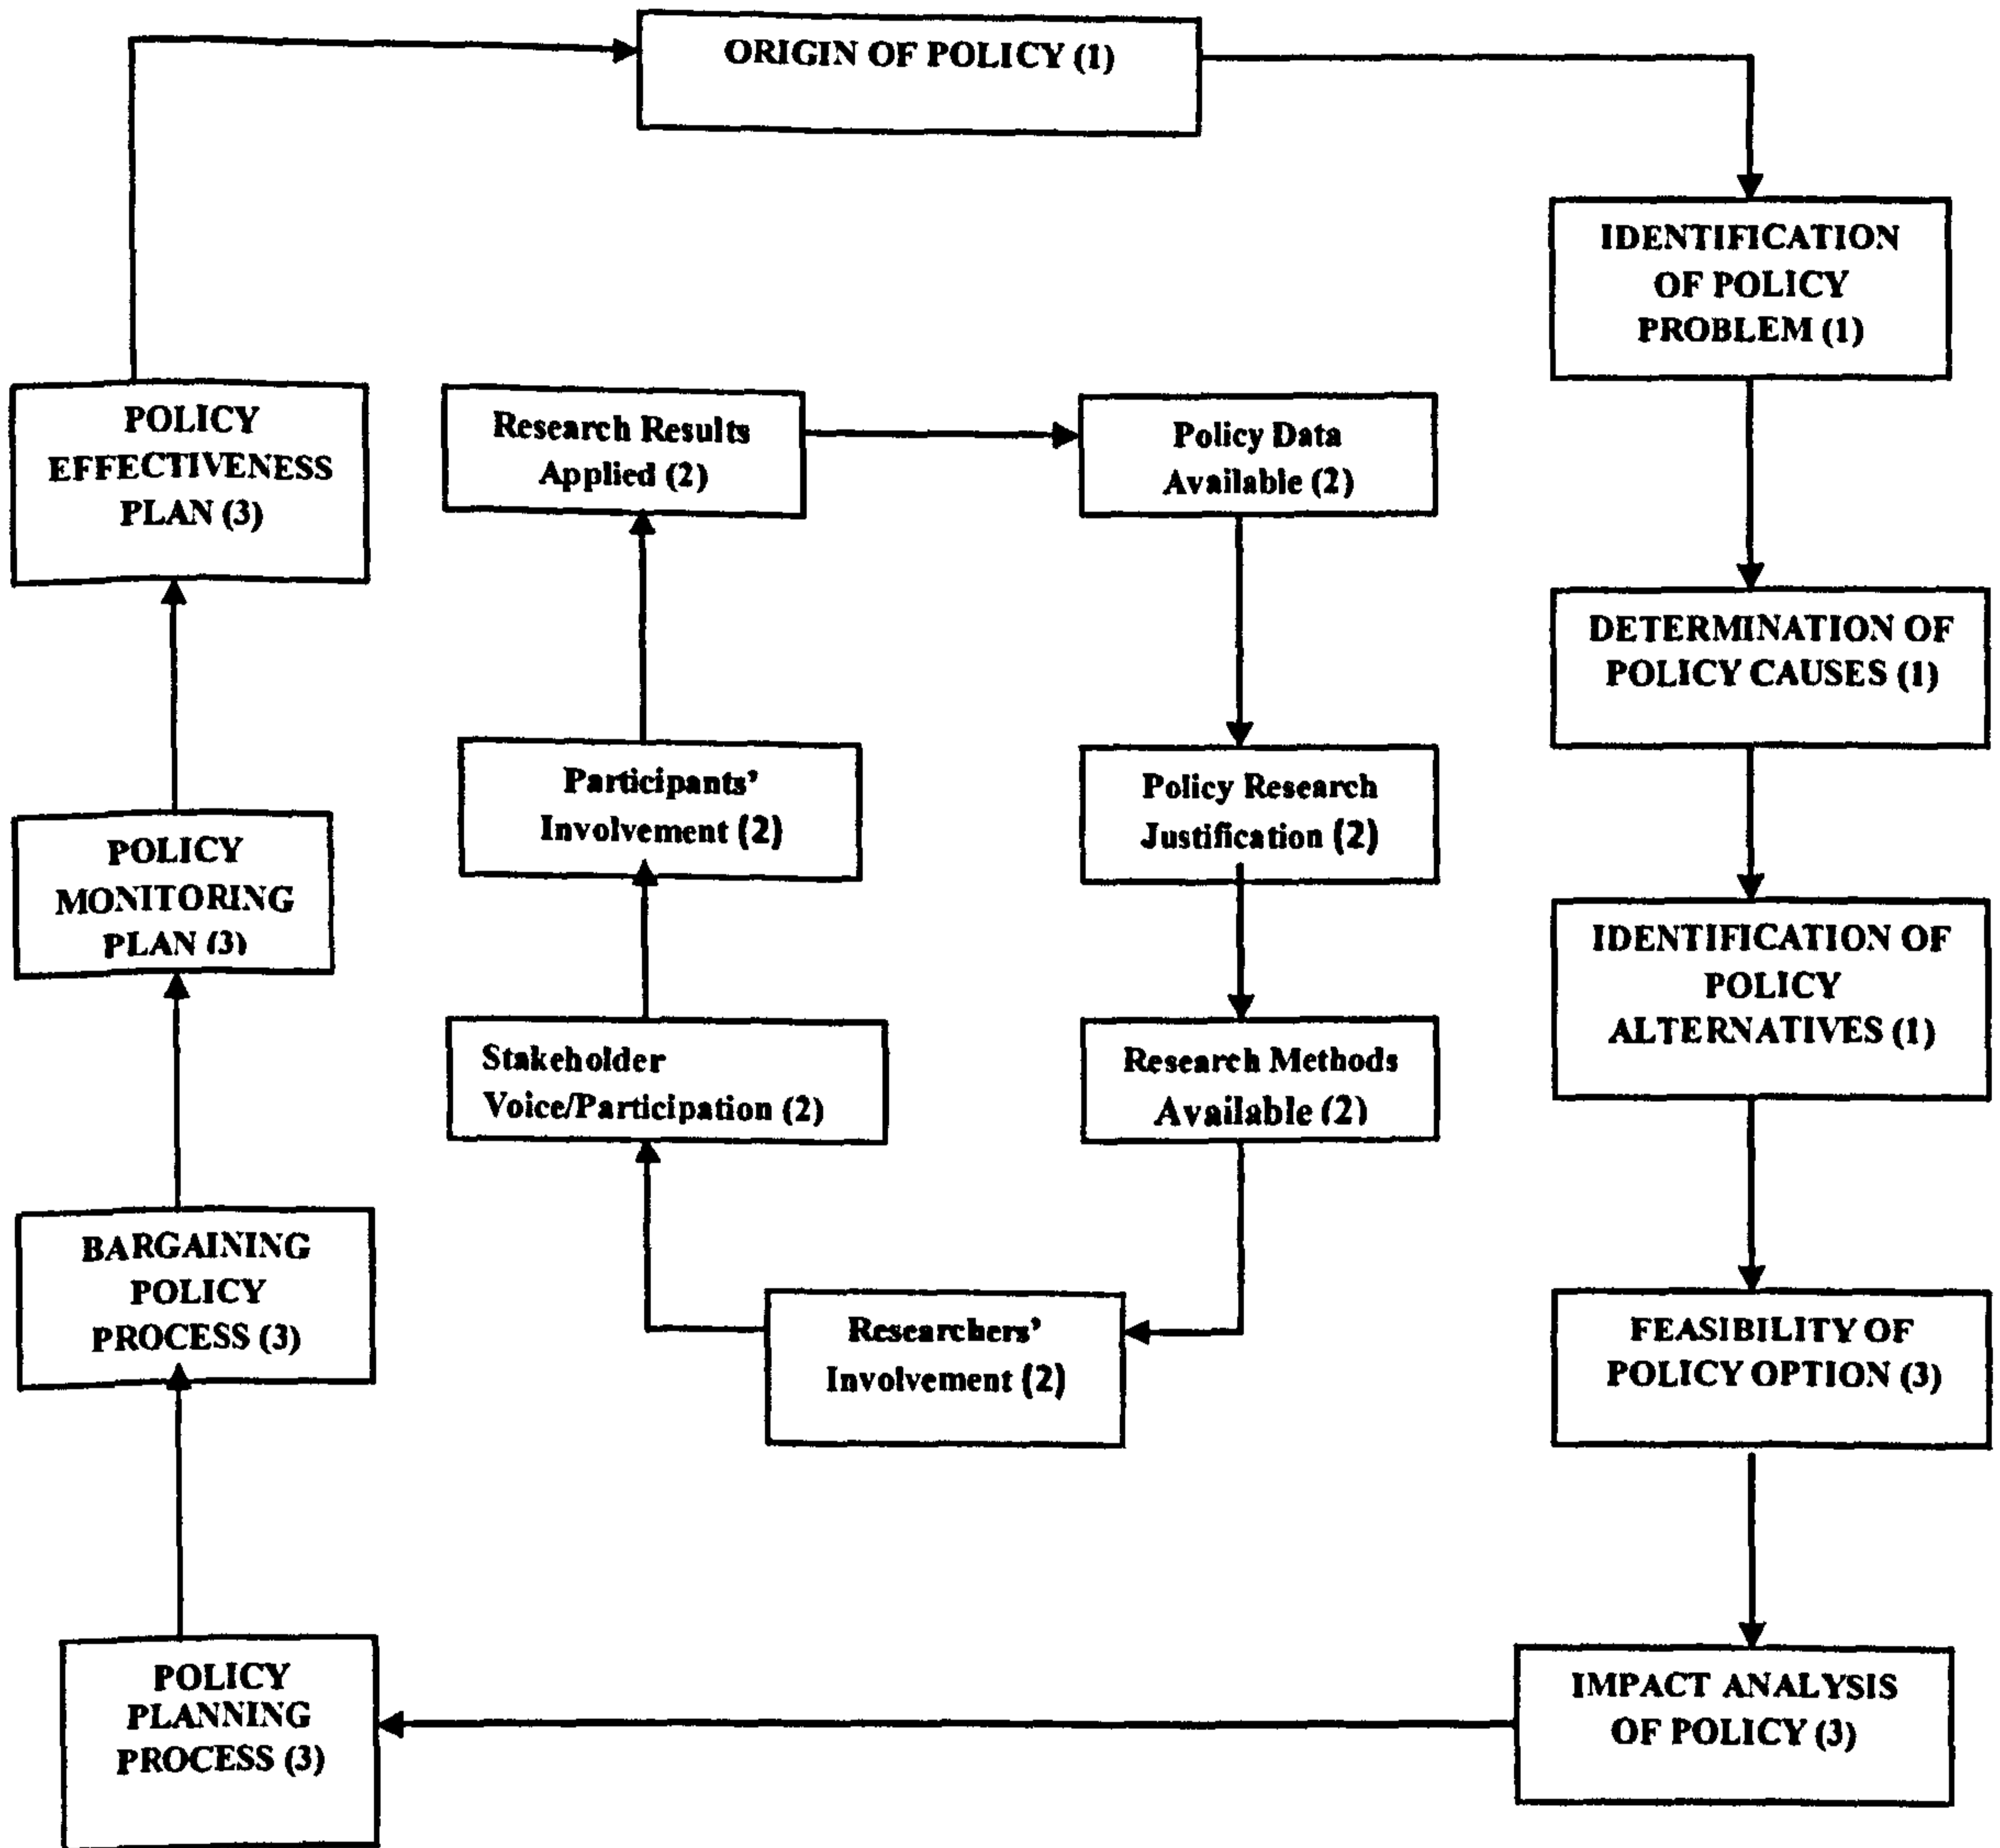 ORIGIN OF POLICY (1)
IDENTIFICATION
OF POLICY
PROBLEM (1)
POLICY
EFFECTIVENESS
PLAN (3)
Research Results
Applied (2)
Policy Data
Available (2)
DETERMINATION OF
POLICY CAUSES (1)
Participants’
Involvement (2)
Policy Research
Justification (2)
POLICY
MONITORING
PLAN (3)
IDENTIFICATION OF
POLICY
ALTERNATIVES (1)
Stakeholder
Voice/Participation (2)
Research Methods
Available (2)
BARGAINING
POLICY
PROCESS (3)
Researchers’
Involvement (2)
FEASIBILITY OF
POLICY OPTION (3)
POLICY
PLANNING
PROCESS (3)
IMPACT ANALYSIS
OF POLICY (3)